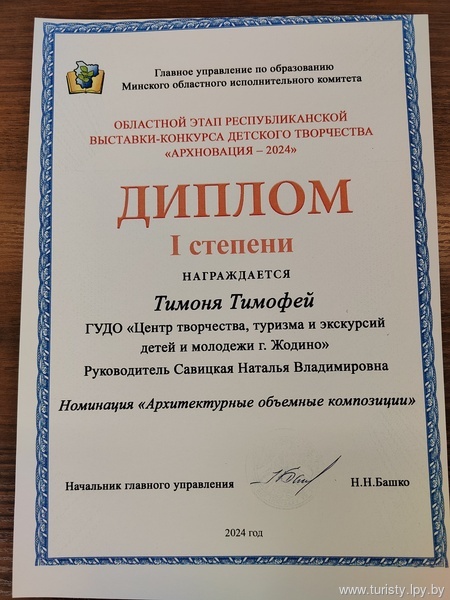 Главное управление по образованию
Минского областного исполнительного комитета
ОБЛАСТНОЙ ЭТАП РЕСПУБЛИКАНСКОЙ
ВЫСТАВКИ-КОНКУРСА ДЕТСКОГО ТВОРЧЕСТВА
«АРХНОВАЦИЯ – 2024»
ДИПЛОМ
I степени
НАГРАЖДАЕТСЯ
Тимоня Тимофей
ГУДО «Центр творчества, туризма и экскурсий
детей и молодежи г. Жодино»
Руководитель Савицкая Наталья Владимировна
Номинация «Архитектурные объемные композиции»
Начальник главного управления Н.Н.Башко
2024 год
www.turisty.lpy.by